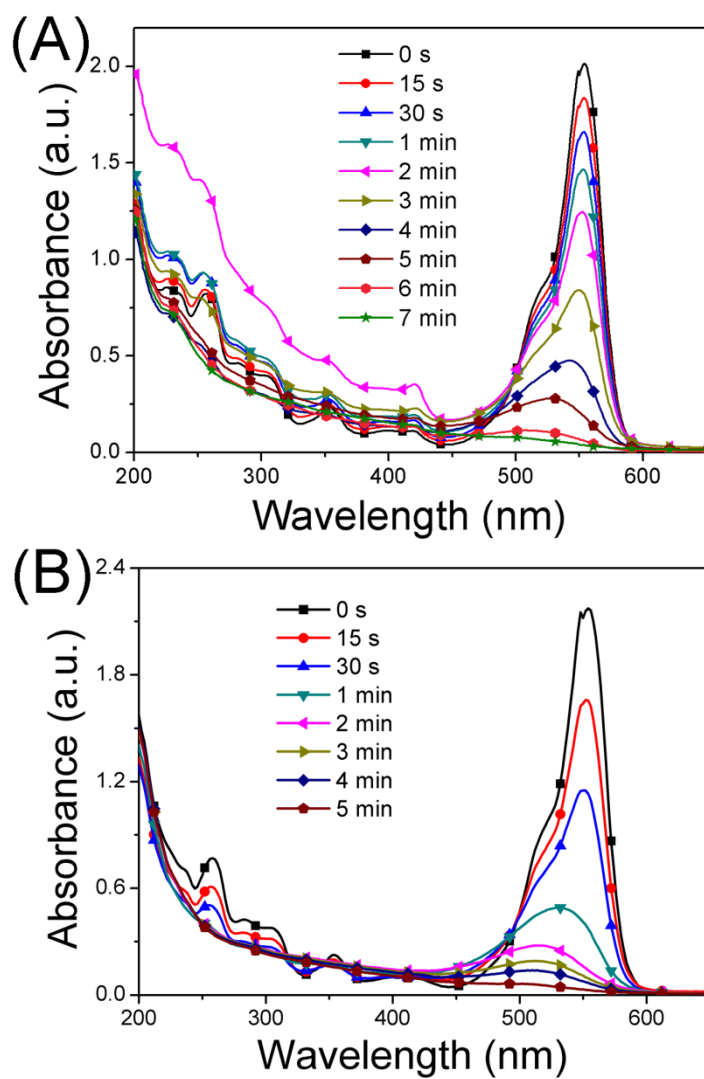 (A)
0 s
15 s
30 s
1 min
2 min
3 min
4 min
5 min
6 min
7 min
2.0
1.5
1.0
0.5
0.0
Absorbance (a.u.)
200 300 400 500 600
Wavelength (nm)
(B)
0 s
15 s
30 s
1 min
2 min
3 min
4 min
5 min
2.4
1.8
1.2
0.6
0.0
Absorbance (a.u.)
200 300 400 500 600
Wavelength (nm)